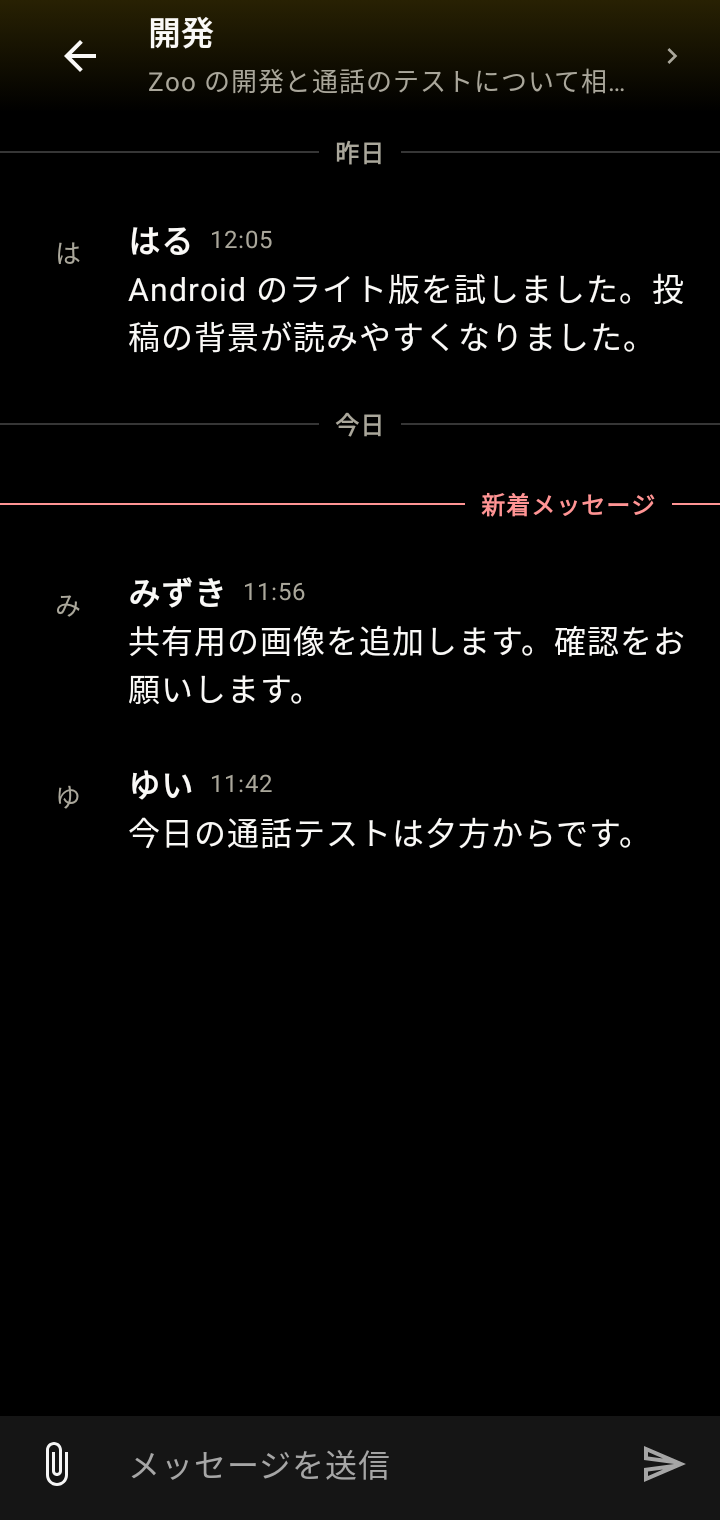 開発
Zoo の開発と通話のテストについて相…
昨日
は
はる 12:05
Android のライト版を試しました。投
稿の背景が読みやすくなりました。
今日
新着メッセージ
み
みずき 11:56
共有用の画像を追加します。確認をお
願いします。
ゆ
ゆい 11:42
今日の通話テストは夕方からです。
メッセージを送信